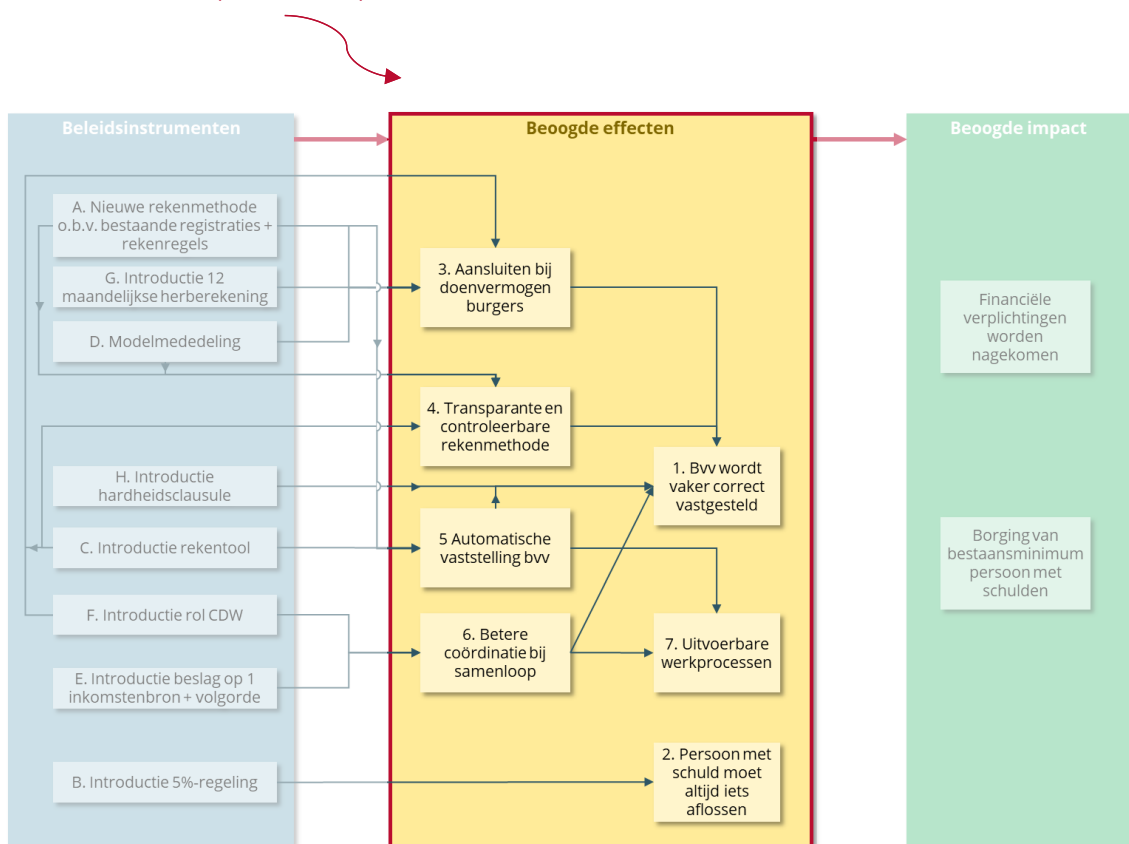 Beleidsinstrumenten
A. Nieuwe rekenmethode
o.b.v. bestaande registraties +
rekenregels
G. Introductie 12
maandelijkse herberekening
D. Modelmededeling
H. Introductie
hardheidsclausule
C. Introductie rekentool
F. Introductie rol CDW
E. Introductie beslag op 1
inkomstenbron + volgorde
B. Introductie 5%-regeling
Beoogde effecten
3. Aansluiten bij
doenvermogen
burgers
4. Transparante en
controleerbare
rekenmethode
1. Bvv wordt
vaker correct
vastgesteld
5 Automatische
vaststelling bvv
6. Betere
coördinatie bij
samenloop
7. Uitvoerbare
werkprocessen
2. Persoon met
schuld moet
altijd iets
aflossen
Beoogde impact
Financiële
verplichtingen
worden
nagekomen
Borging van
bestaansminimum
persoon met
schulden